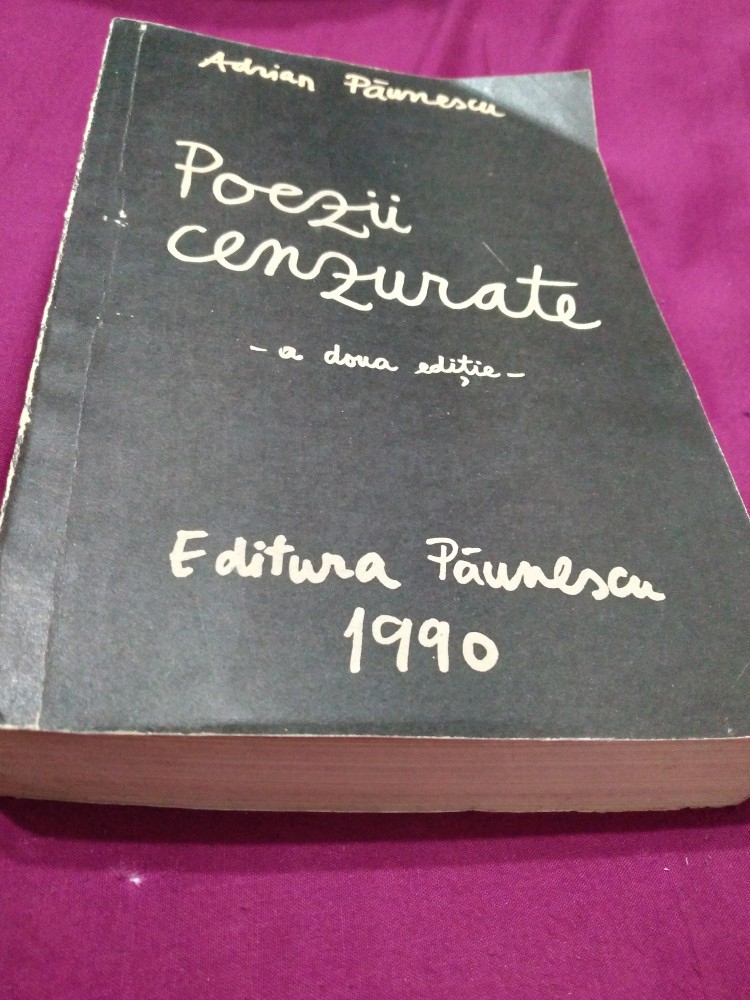 Adrian Păunescu
Poezii
cenzurate
- a doua ediție -
Editura Păunescu
1990